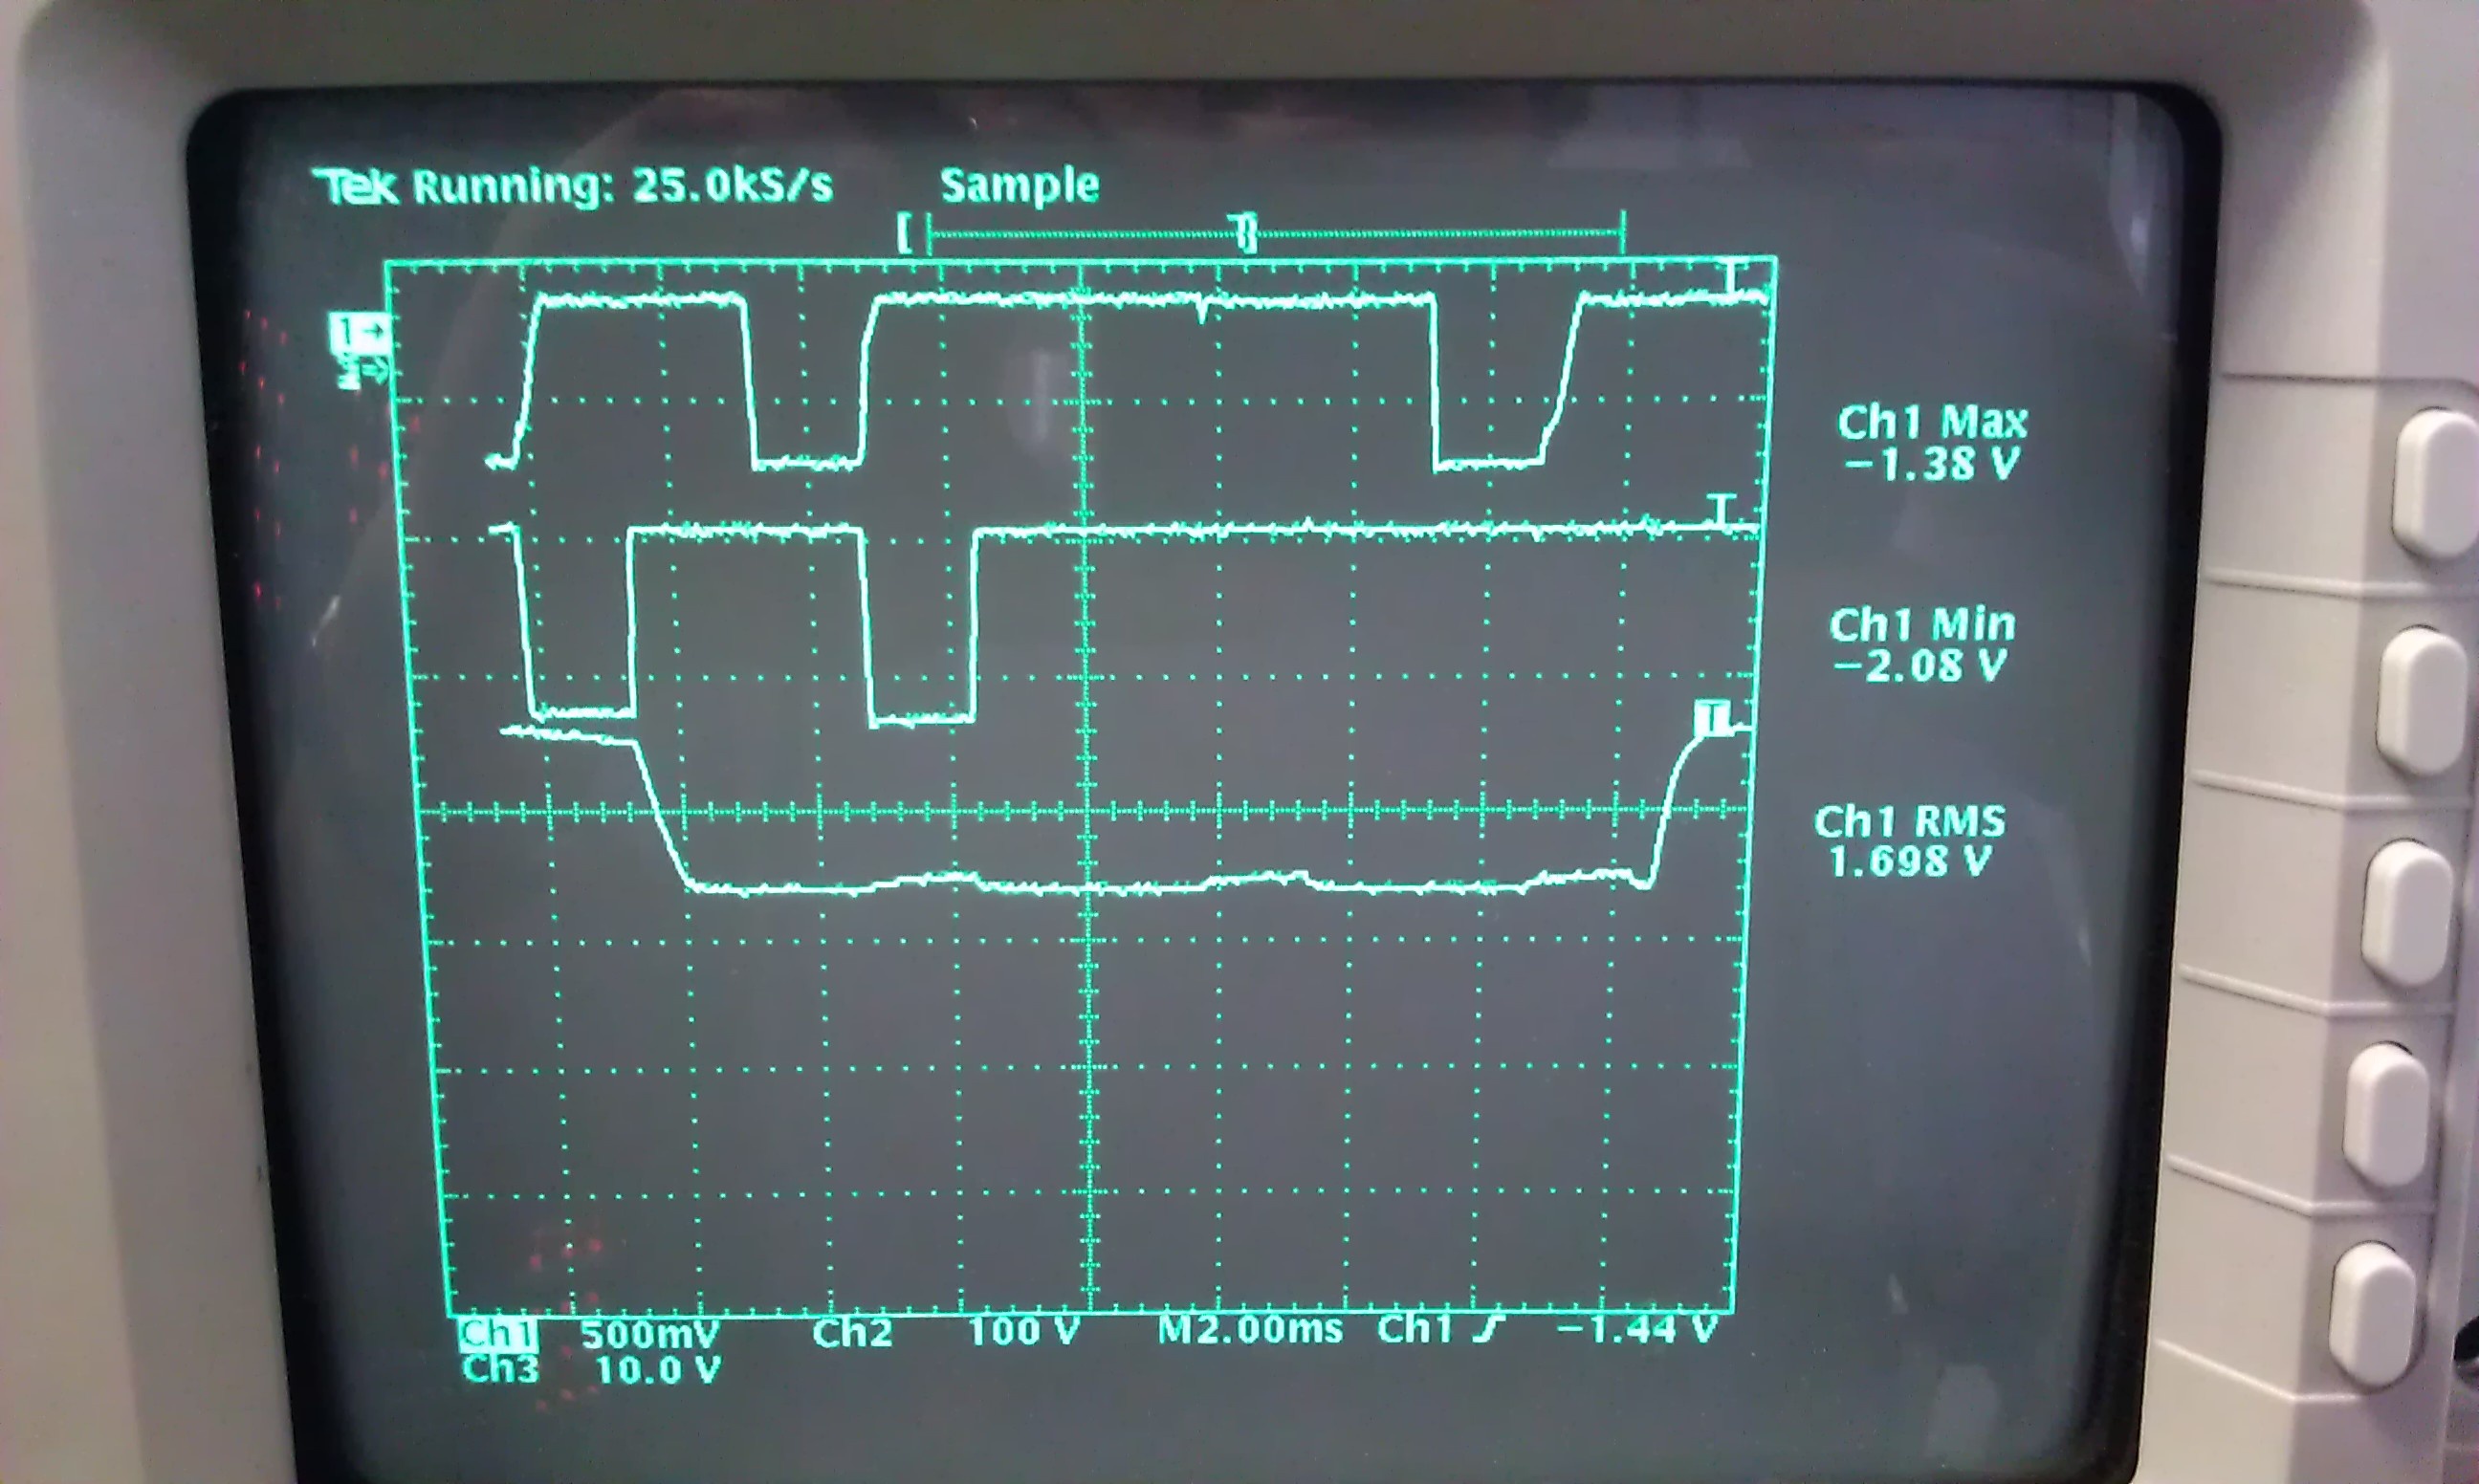 Tek Running: 25.0kS/s Sample
[ T ]
1→
T
Ch1 Max
−1.38 V
T
Ch1 Min
−2.08 V
T
Ch1 RMS
1.698 V
Ch1 500mV Ch2 100 V M2.00ms Ch1 −1.44 V
Ch3 10.0 V